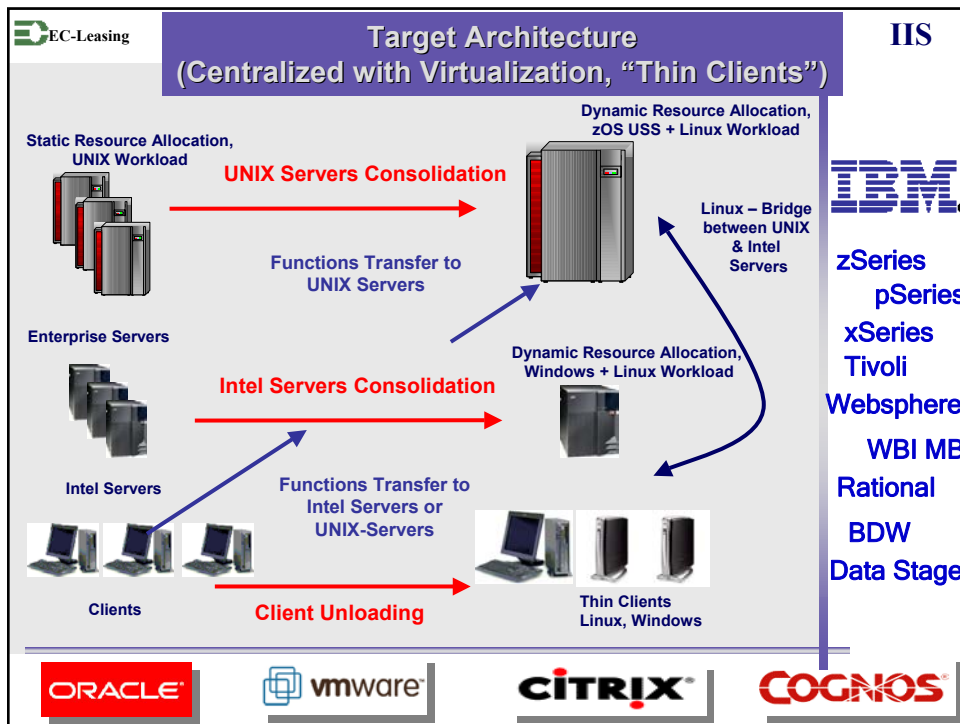 EC-Leasing
Target Architecture
(Centralized with Virtualization, “Thin Clients”)
IIS
Static Resource Allocation,
UNIX Workload
Dynamic Resource Allocation,
zOS USS + Linux Workload
UNIX Servers Consolidation
Linux – Bridge
between UNIX
& Intel
Servers
Functions Transfer to
UNIX Servers
Enterprise Servers
Dynamic Resource Allocation,
Windows + Linux Workload
Intel Servers Consolidation
Intel Servers
Functions Transfer to
Intel Servers or
UNIX-Servers
Clients
Client Unloading
Thin Clients
Linux, Windows
IBM
zSeries
pSeries
xSeries
Tivoli
Websphere
WBI MB
Rational
BDW
Data Stage
ORACLE
vmware
CİTRIX
COGNOS